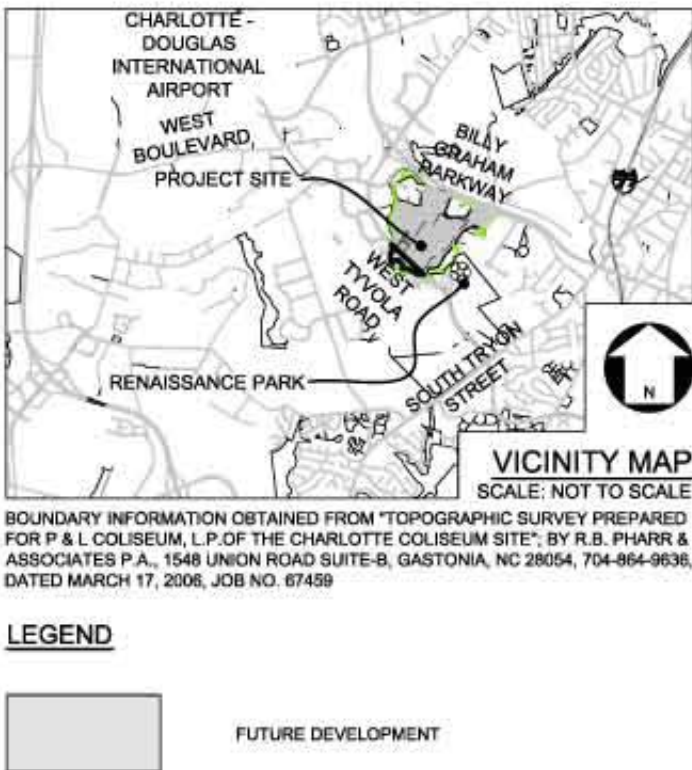 CHARLOTTE -
DOUGLAS
INTERNATIONAL
AIRPORT
WEST
BOULEVARD
PROJECT SITE
BILLY
GRAHAM
PARKWAY
WEST
TYVOLA
ROAD
RENAISSANCE PARK
SOUTH TRYON
STREET
N
VICINITY MAP
SCALE: NOT TO SCALE
BOUNDARY INFORMATION OBTAINED FROM "TOPOGRAPHIC SURVEY PREPARED
FOR P & L COLISEUM, L.P.OF THE CHARLOTTE COLISEUM SITE"; BY R.B. PHARR &
ASSOCIATES P.A., 1548 UNION ROAD SUITE-B, GASTONIA, NC 28054, 704-864-9636,
DATED MARCH 17, 2006, JOB NO. 67459
LEGEND
FUTURE DEVELOPMENT